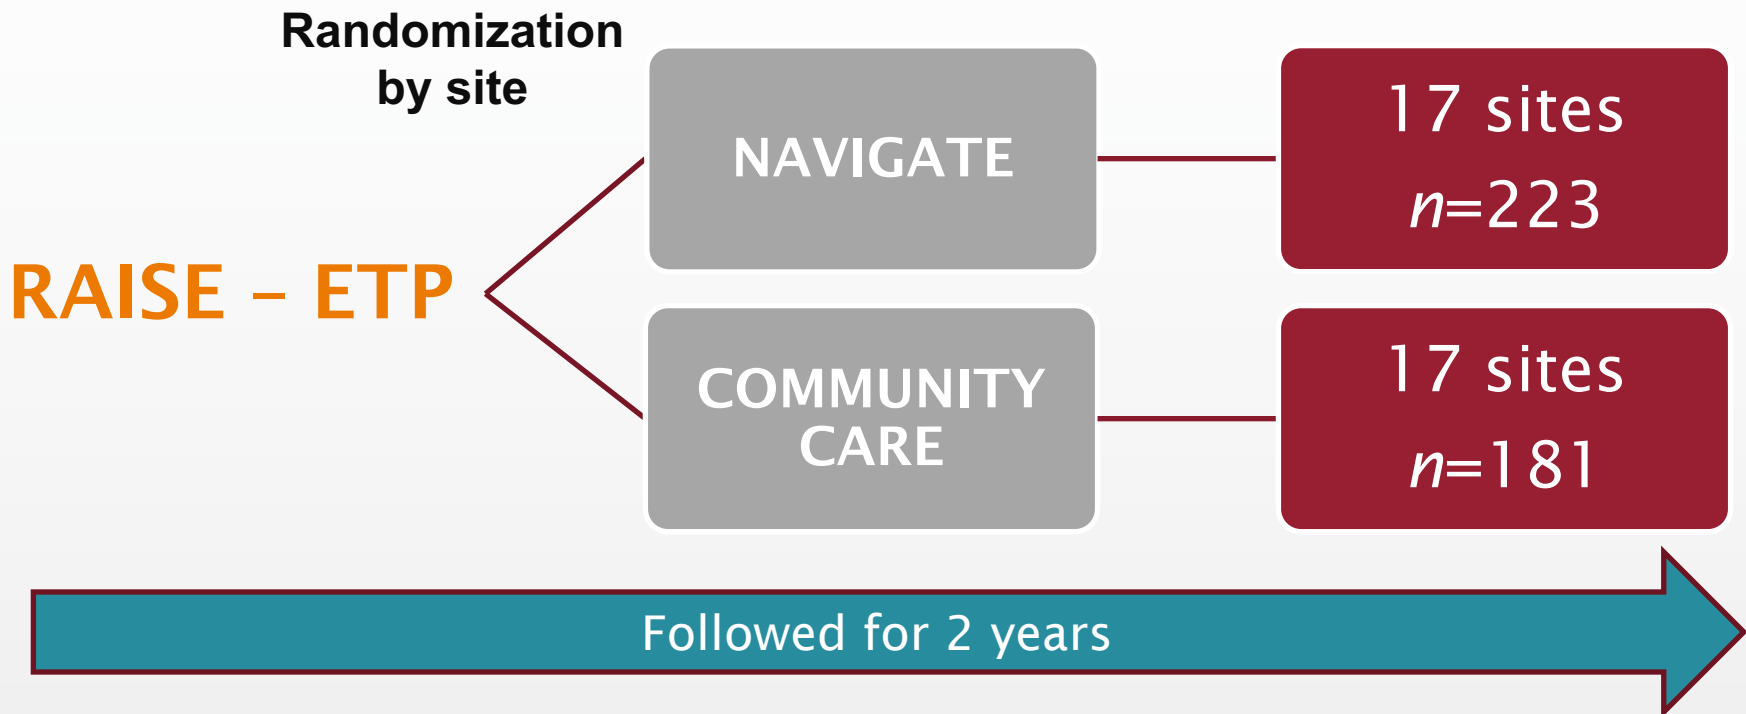 Randomization
by site
RAISE – ETP
NAVIGATE
17 sites
n=223
COMMUNITY
CARE
17 sites
n=181
Followed for 2 years